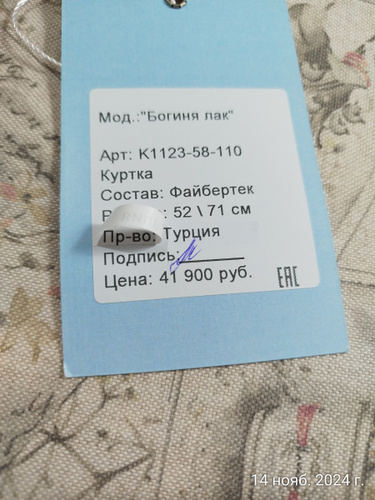 Мод.:"Богиня лак"
Арт: К1123-58-110
Куртка
Состав: Файбертек
: 52 \ 71 см
Пр-во: Турция
Подпись:
Цена: 41 900 руб.
EAC
14 нояб. 2024 г.